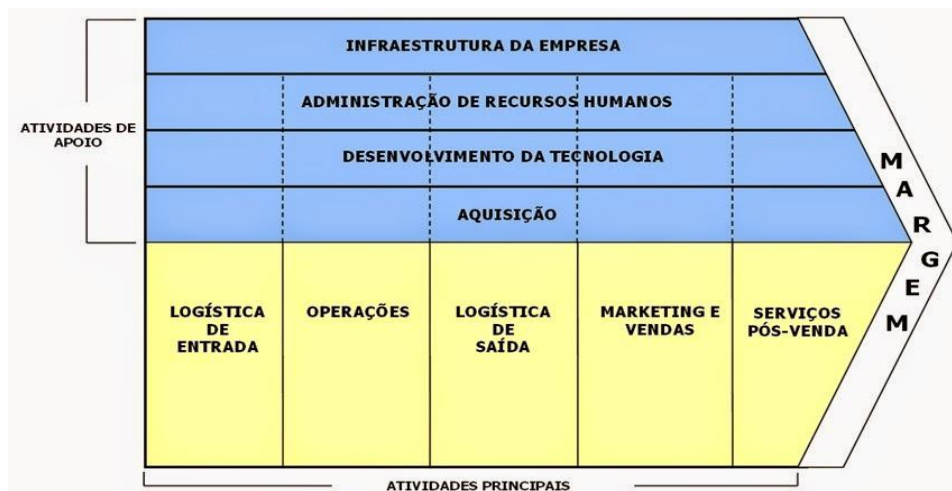 INFRAESTRUTURA DA EMPRESA
ADMINISTRAÇÃO DE RECURSOS HUMANOS
ATIVIDADES DE
APOIO
DESENVOLVIMENTO DA TECNOLOGIA
AQUISIÇÃO
LOGÍSTICA
DE
ENTRADA
OPERAÇÕES
LOGÍSTICA
DE
SAÍDA
MARKETING E
VENDAS
SERVIÇOS
PÓS-VENDA
MARGEM
ATIVIDADES PRINCIPAIS